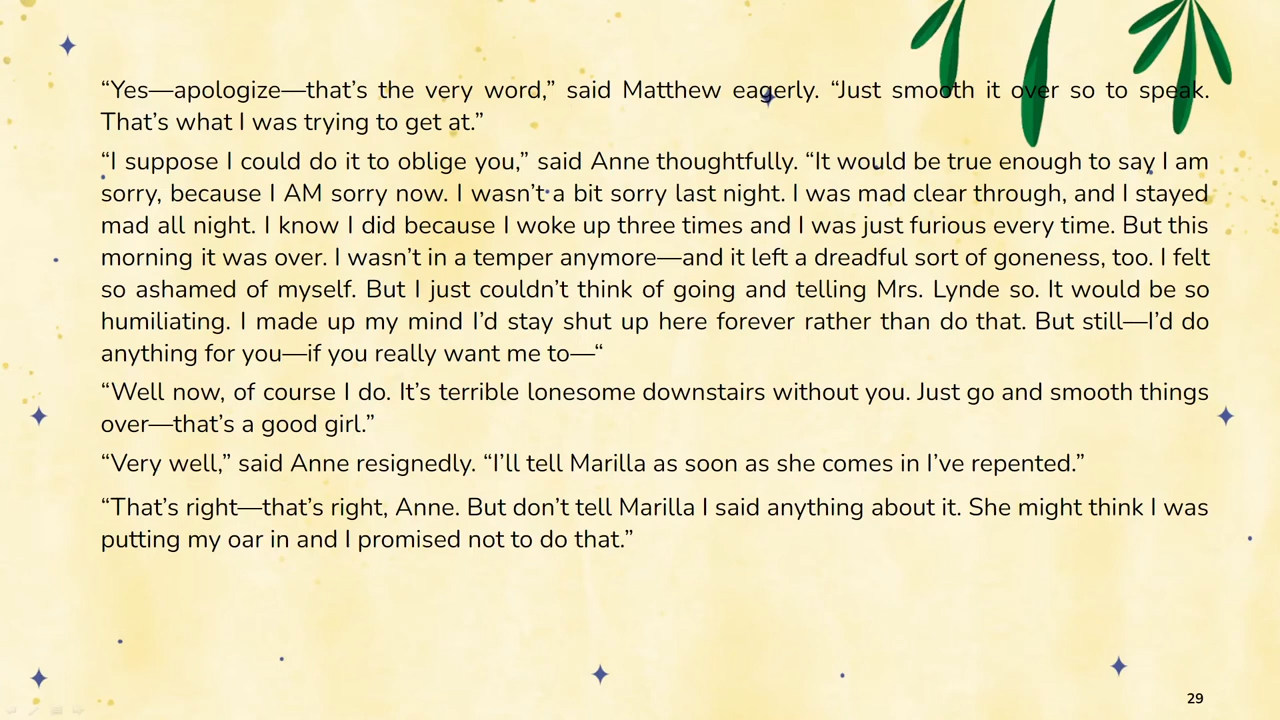 “Yes—apologize—that’s the very word,” said Matthew eagerly. “Just smooth it over so to speak.
That’s what I was trying to get at.”
“I suppose I could do it to oblige you,” said Anne thoughtfully. “It would be true enough to say I am
sorry, because I AM sorry now. I wasn’t a bit sorry last night. I was mad clear through, and I stayed
mad all night. I know I did because I woke up three times and I was just furious every time. But this
morning it was over. I wasn’t in a temper anymore—and it left a dreadful sort of goneness, too. I felt
so ashamed of myself. But I just couldn’t think of going and telling Mrs. Lynde so. It would be so
humiliating. I made up my mind I’d stay shut up here forever rather than do that. But still—I’d do
anything for you—if you really want me to—“
“Well now, of course I do. It’s terrible lonesome downstairs without you. Just go and smooth things
over—that’s a good girl.”
“Very well,” said Anne resignedly. “I’ll tell Marilla as soon as she comes in I’ve repented.”
“That’s right—that’s right, Anne. But don’t tell Marilla I said anything about it. She might think I was
putting my oar in and I promised not to do that.”
29